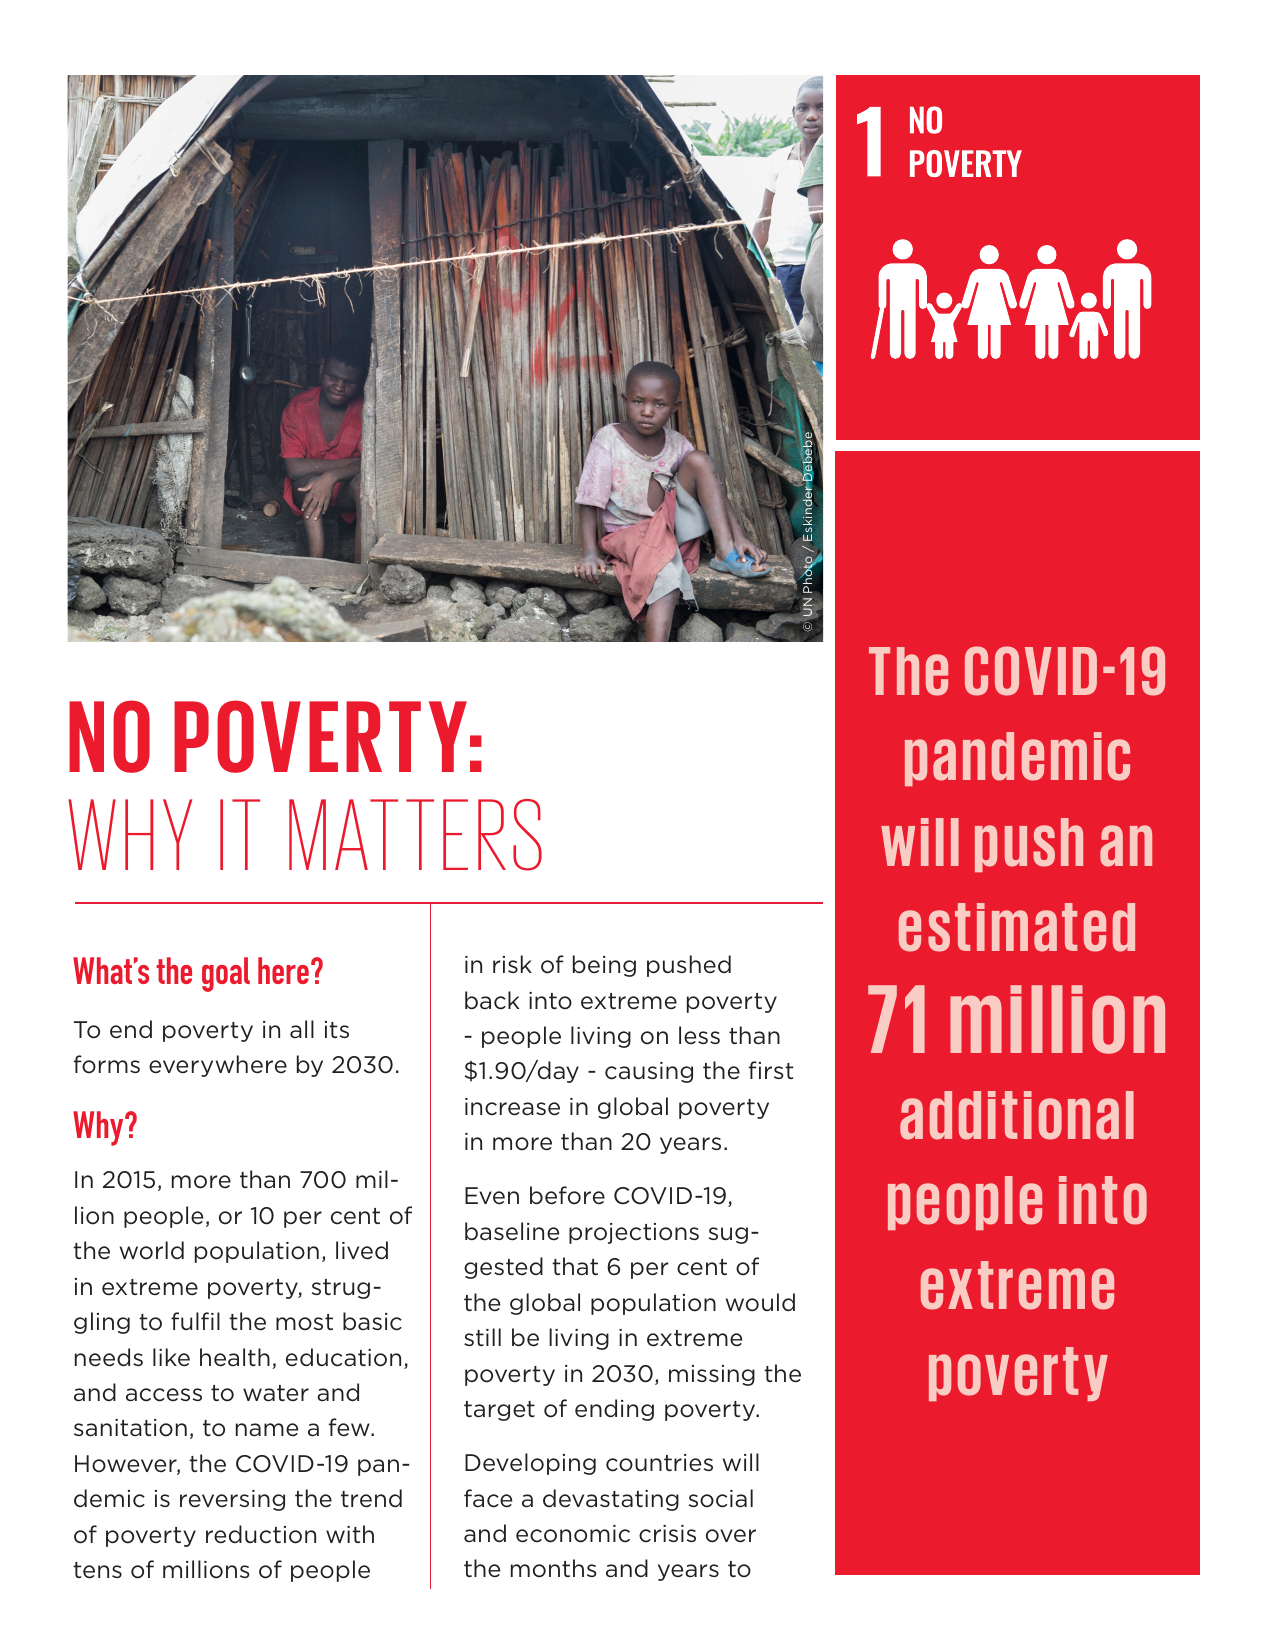 © UN Photo / Eskinder Debebe
1 NO
POVERTY
NO POVERTY:
WHY IT MATTERS
What’s the goal here?
To end poverty in all its
forms everywhere by 2030.
Why?
In 2015, more than 700 mil-
lion people, or 10 per cent of
the world population, lived
in extreme poverty, strug-
gling to fulfil the most basic
needs like health, education,
and access to water and
sanitation, to name a few.
However, the COVID-19 pan-
demic is reversing the trend
of poverty reduction with
tens of millions of people
in risk of being pushed
back into extreme poverty
- people living on less than
$1.90/day - causing the first
increase in global poverty
in more than 20 years.
Even before COVID-19,
baseline projections sug-
gested that 6 per cent of
the global population would
still be living in extreme
poverty in 2030, missing the
target of ending poverty.
Developing countries will
face a devastating social
and economic crisis over
the months and years to
The COVID-19
pandemic
will push an
estimated
71 million
additional
people into
extreme
poverty